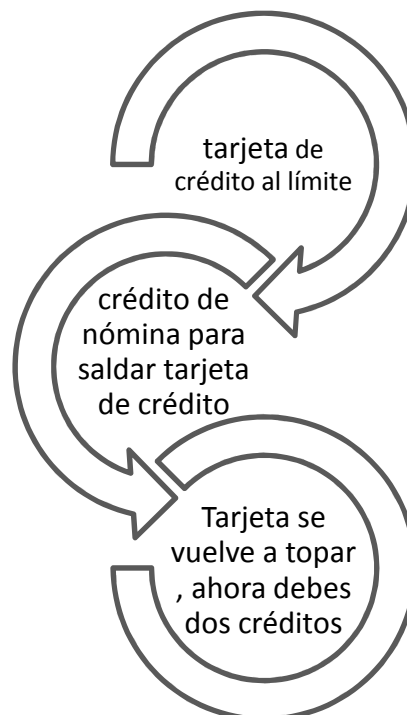 tarjeta de
crédito al límite
crédito de
nómina para
saldar tarjeta
de crédito
Tarjeta se
vuelve a topar
, ahora debes
dos créditos